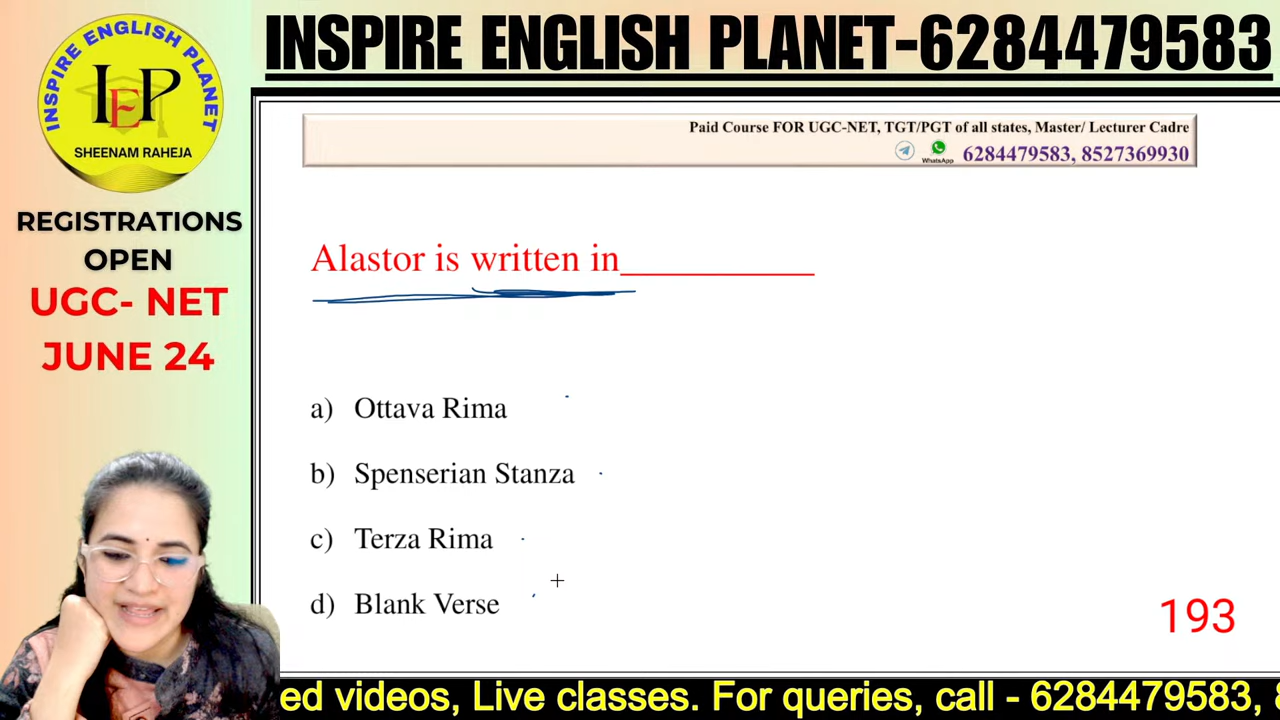 INSPIRE ENGLISH PLANET-6284479583
INSPIRE ENGLISH PLANET
IEP
SHEENAM RAHEJA
REGISTRATIONS
OPEN
UGC- NET
JUNE 24
Paid Course FOR UGC-NET, TGT/PGT of all states, Master/ Lecturer Cadre
WhatsApp 6284479583, 8527369930
Alastor is written in__________
a) Ottava Rima
b) Spenserian Stanza
c) Terza Rima
d) Blank Verse
193
ed videos, Live classes. For queries, call - 6284479583,